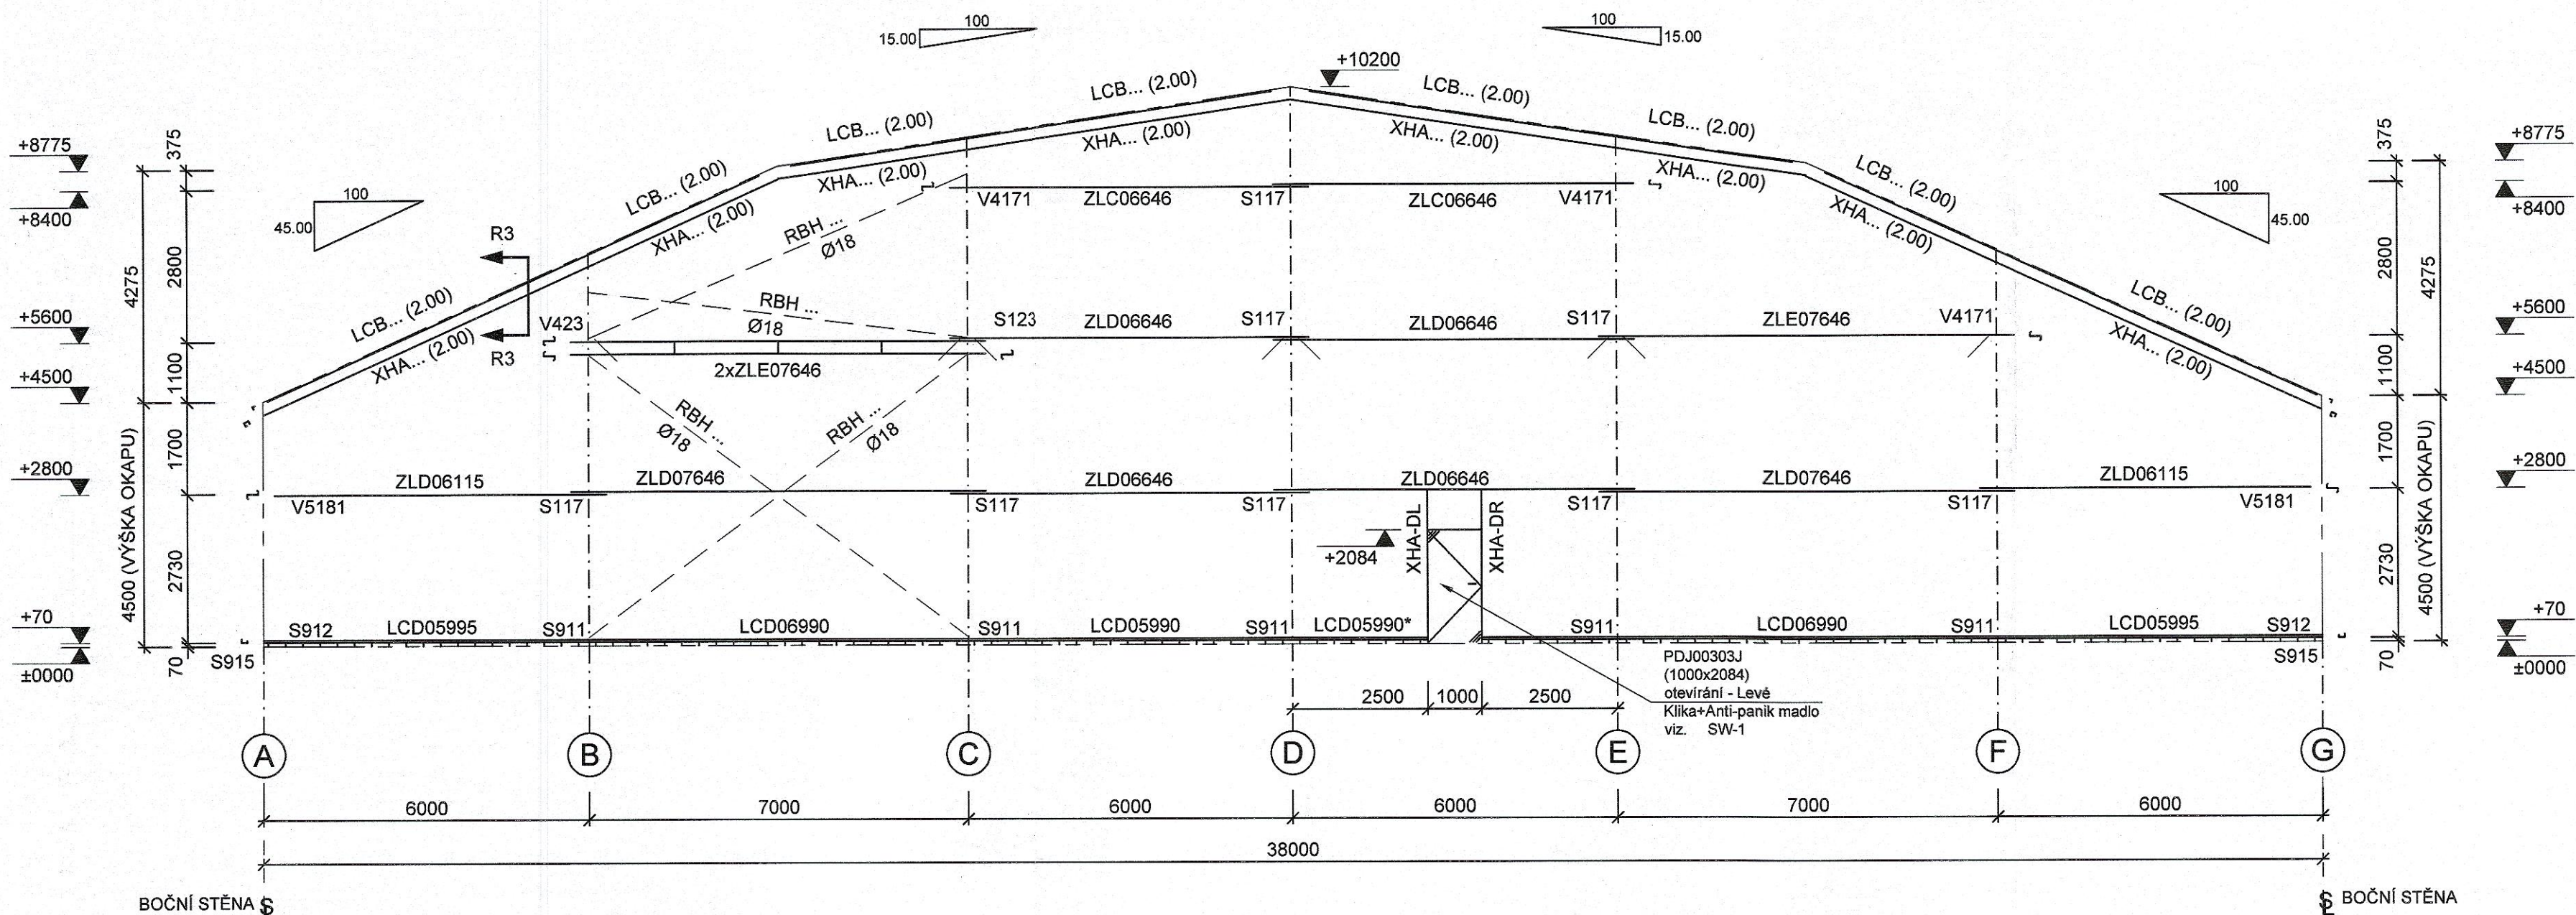 100
15.00
100
15.00
+10200
LCB... (2.00)
LCB... (2.00)
LCB... (2.00)
LCB... (2.00)
LCB... (2.00)
LCB... (2.00)
LCB... (2.00)
LCB... (2.00)
XHA... (2.00)
XHA... (2.00)
XHA... (2.00)
XHA... (2.00)
XHA... (2.00)
XHA... (2.00)
XHA... (2.00)
XHA... (2.00)
+8775
375
+8400
100
45.00
R3
R3
2800
4275
+5600
1100
+4500
1700
+2800
4500 (VÝŠKA OKAPU)
2730
+70
70
±0000
375
+8775
+8400
100
45.00
2800
4275
+5600
1100
+4500
1700
+2800
4500 (VÝŠKA OKAPU)
2730
+70
70
±0000
V4171 ZLC06646 S117 ZLC06646 V4171
RBH ...
Ø18
RBH ...
Ø18
V423 S123 ZLD06646 S117 ZLD06646 S117 ZLE07646 V4171
2xZLE07646
RBH ...
Ø18
RBH ...
Ø18
ZLD06115 ZLD07646 ZLD06646 ZLD06646 ZLD07646 ZLD06115
V5181 S117 S117 S117 S117 S117 V5181
XHA-DL
XHA-DR
+2084
S912 LCD05995 S911 LCD06990 S911 LCD05990 S911 LCD05990* S911 LCD06990 S911 LCD05995 S912
S915 S915
PDJ00303J
(1000x2084)
otevírání - Levé
Klika+Anti-panik madlo
viz. SW-1
2500 1000 2500
A B C D E F G
6000 7000 6000 6000 7000 6000
38000
BOČNÍ STĚNA
BOČNÍ STĚNA